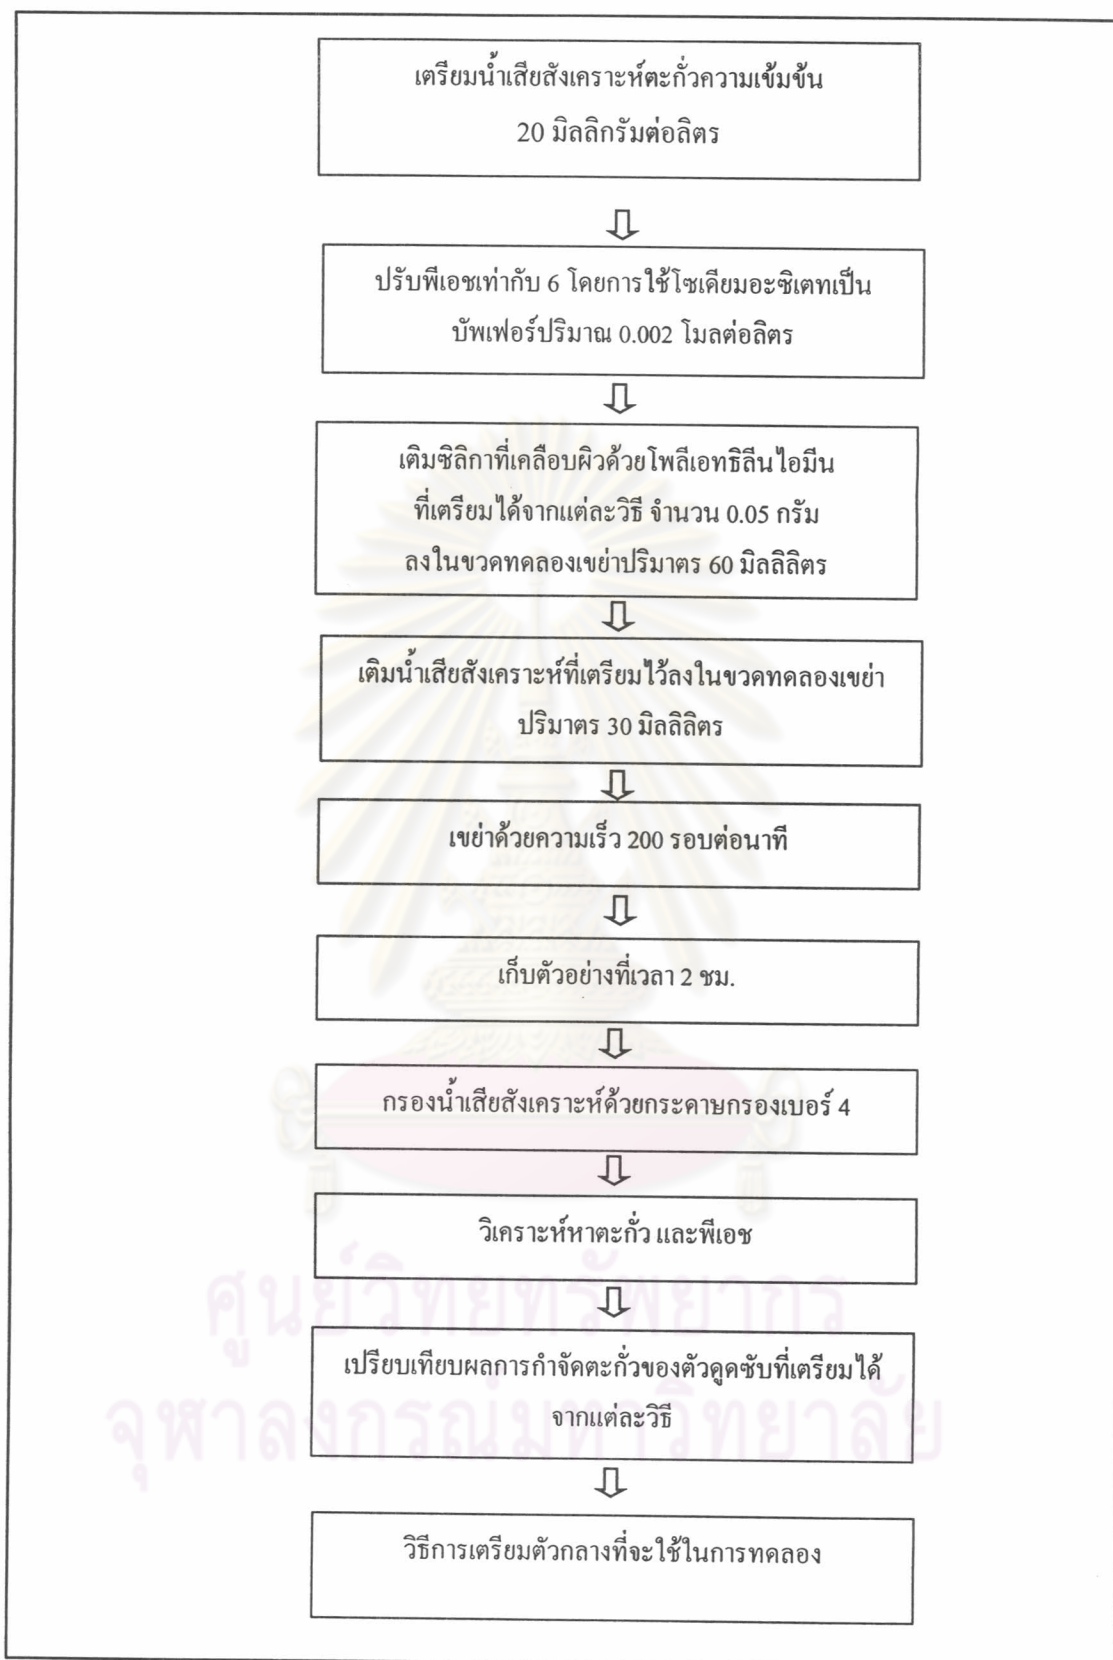 เตรียมน้ำเสียสังเคราะห์ตะกั่วความเข้มข้น
20 มิลลิกรัมต่อลิตร
ปรับพีเอชเท่ากับ 6 โดยการใช้โซเดียมอะซิเตทเป็น
บัพเฟอร์ปริมาณ 0.002 โมลต่อลิตร
เติมซิลิกาที่เคลือบผิวด้วยโพลีเอทธิลีนไอมีน
ที่เตรียมได้จากแต่ละวิธี จำนวน 0.05 กรัม
ลงในขวดทดลองเขย่าปริมาตร 60 มิลลิลิตร
เติมน้ำเสียสังเคราะห์ที่เตรียมไว้ลงในขวดทดลองเขย่า
ปริมาตร 30 มิลลิลิตร
เขย่าด้วยความเร็ว 200 รอบต่อนาที
เก็บตัวอย่างที่เวลา 2 ชม.
กรองน้ำเสียสังเคราะห์ด้วยกระดาษกรองเบอร์ 4
วิเคราะห์หาตะกั่ว และพีเอช
ศูนย์วิทยทรัพยากร
เปรียบเทียบผลการกำจัดตะกั่วของตัวดูดซับที่เตรียมได้
จากแต่ละวิธี
จุฬาลงกรณ์มหาวิทยาลัย
วิธีการเตรียมตัวกลางที่จะใช้ในการทดลอง